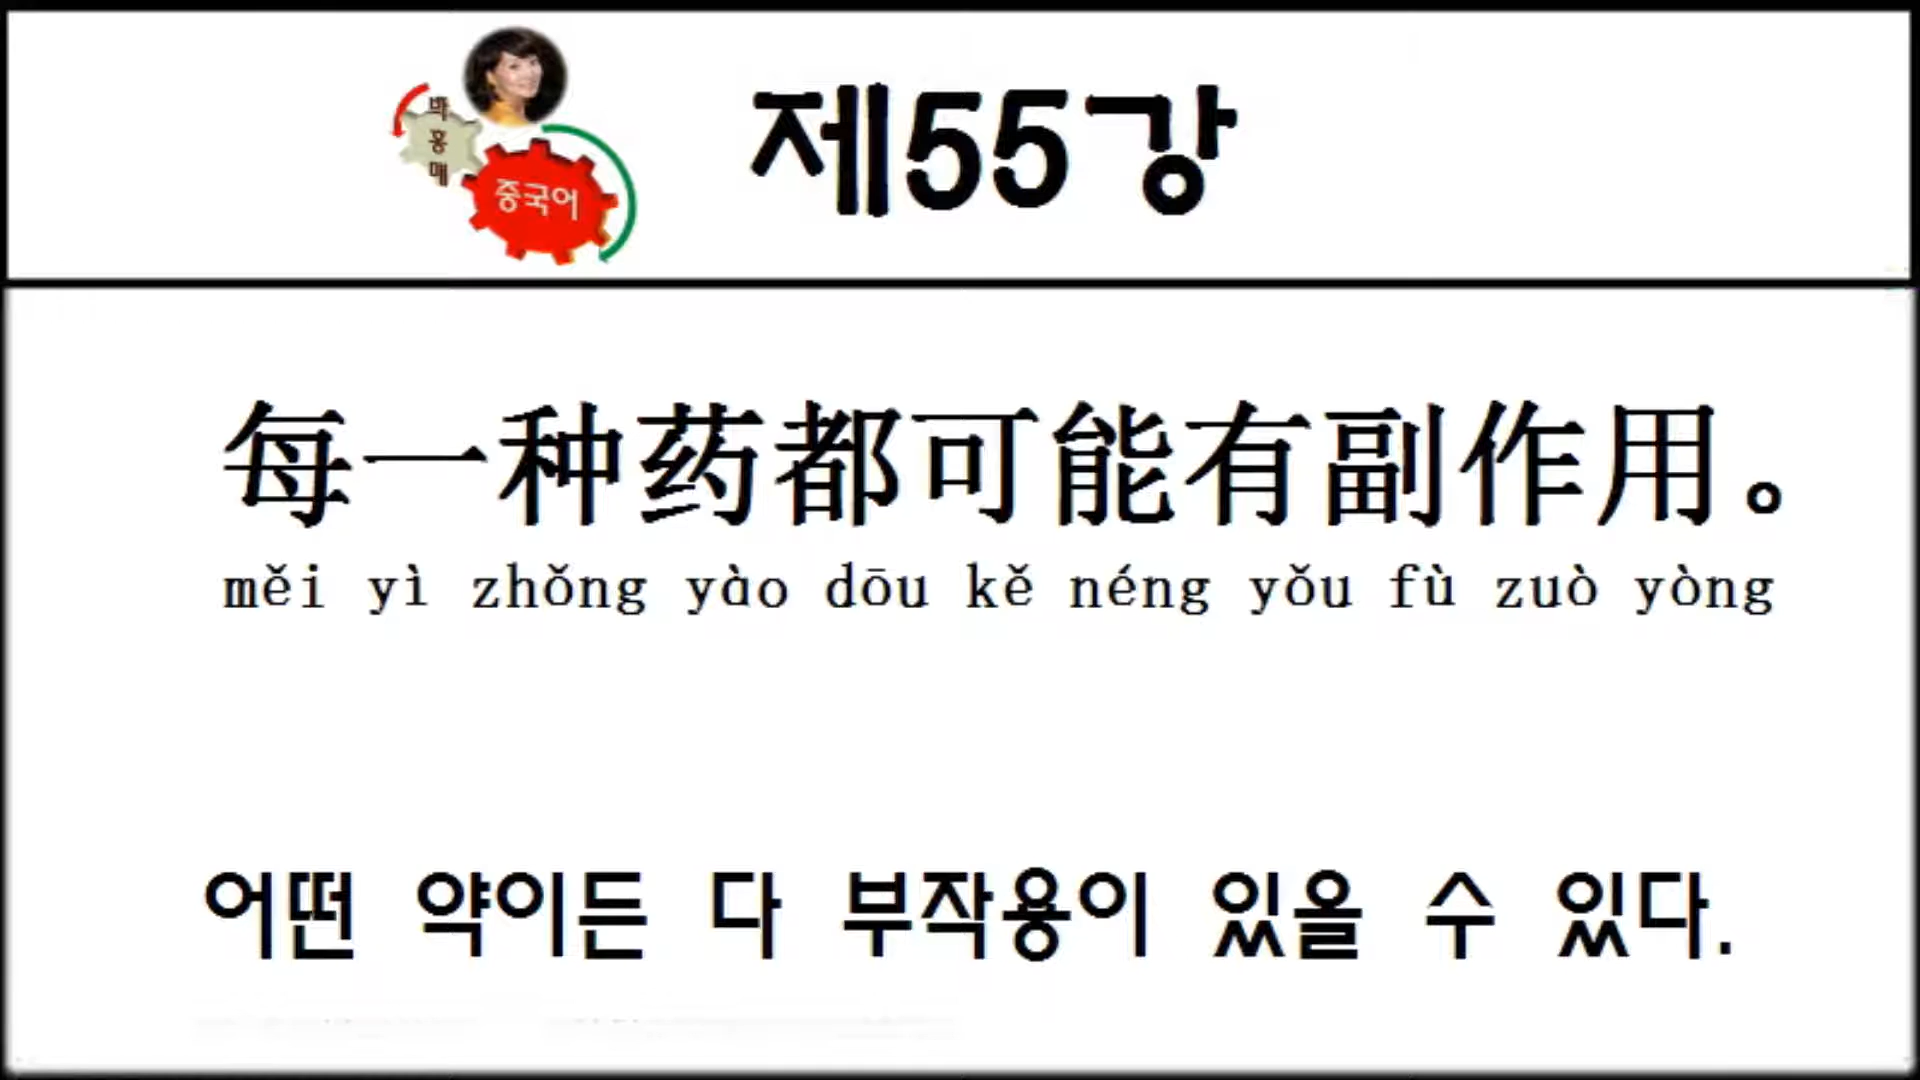 박홍매
중국어
제55강
每一种药都可能有副作用。
měi yì zhǒng yào dōu kě néng yǒu fù zuò yòng
어떤 약이든 다 부작용이 있을 수 있다.